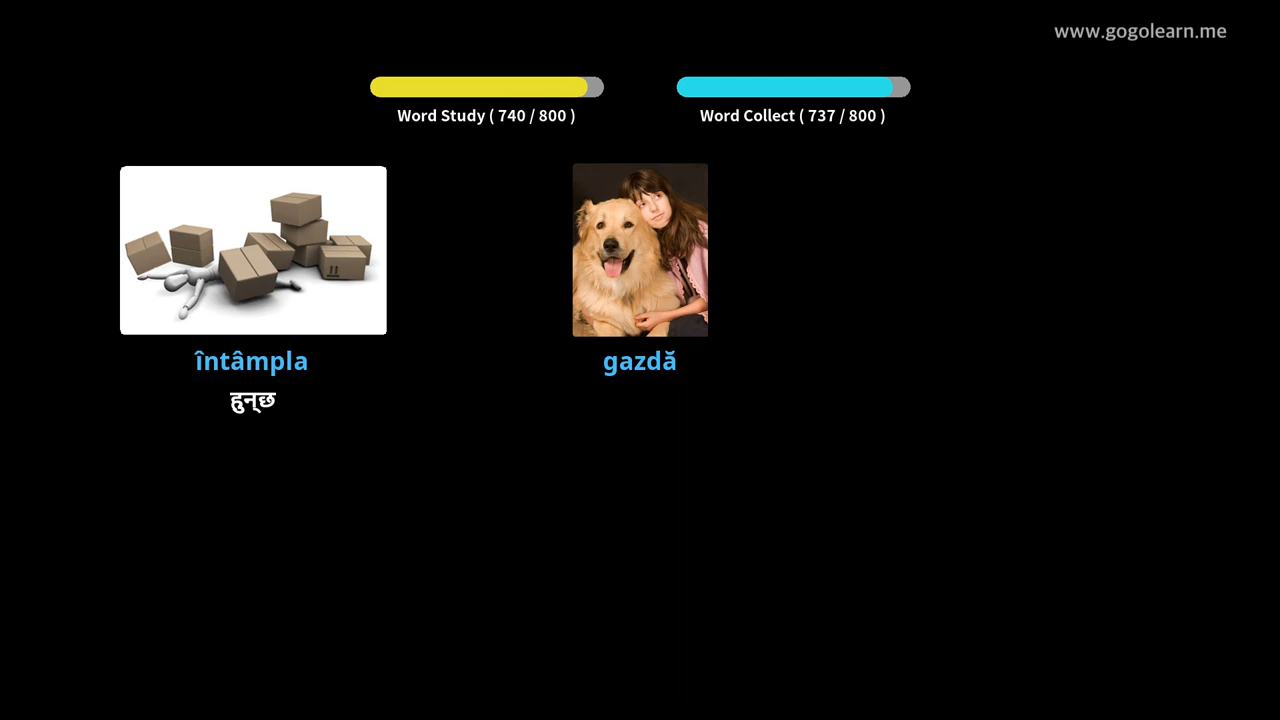 www.gogolearn.me
Word Study ( 740 / 800 )
Word Collect ( 737 / 800 )
întâmpla
हुन्छ
gazdă